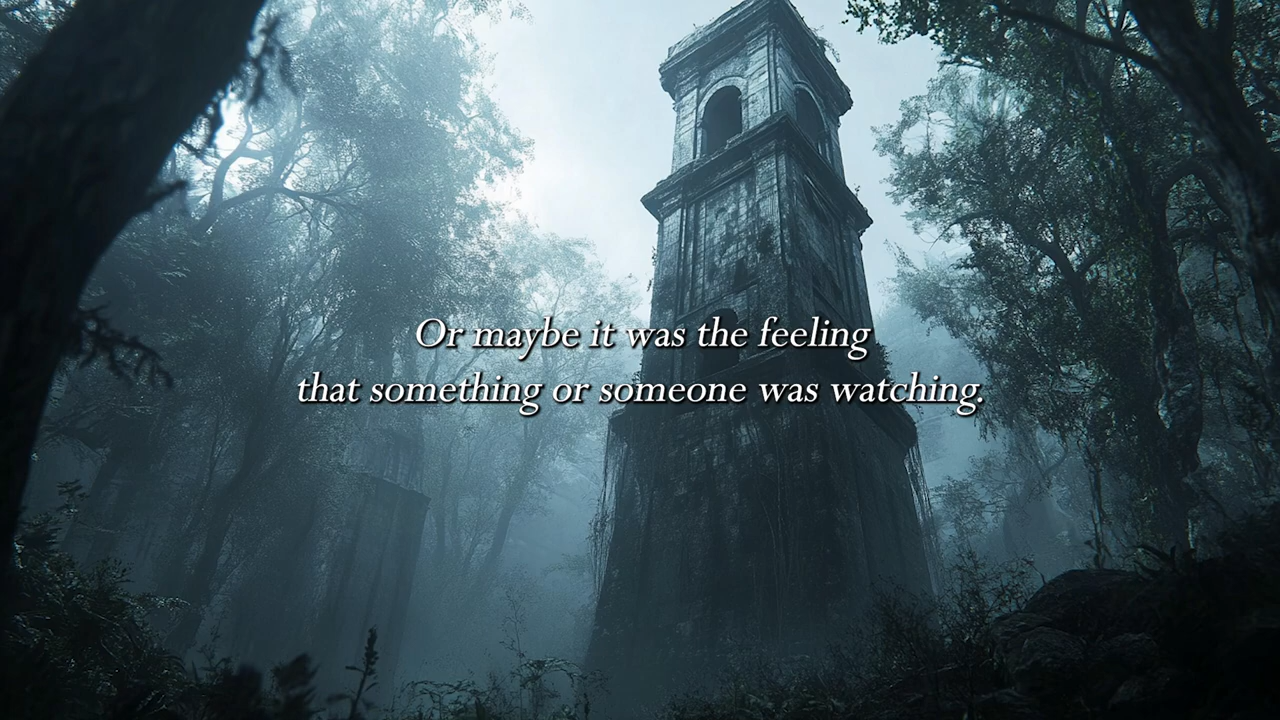 Or maybe it was the feeling
that something or someone was watching.